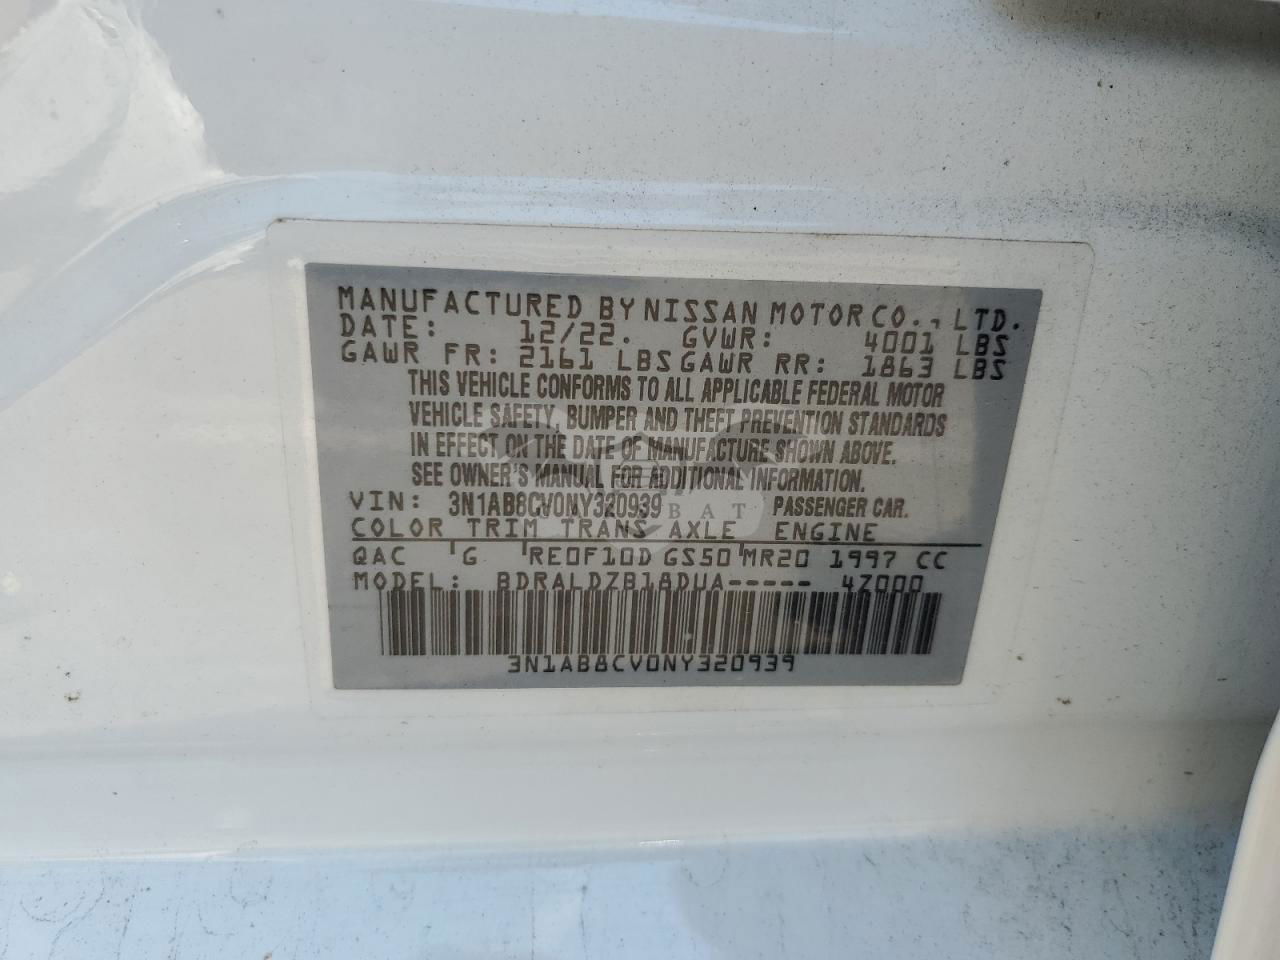 MANUFACTURED BY NISSAN MOTOR CO., LTD.
DATE: 12/22. GVWR: 4001 LBS
GAWR FR: 2161 LBS GAWR RR: 1863 LBS
THIS VEHICLE CONFORMS TO ALL APPLICABLE FEDERAL MOTOR
VEHICLE SAFETY, BUMPER AND THEFT PREVENTION STANDARDS
IN EFFECT ON THE DATE OF MANUFACTURE SHOWN ABOVE.
SEE OWNER'S MANUAL FOR ADDITIONAL INFORMATION.
VIN: 3N1AB8CV0NY320939 PASSENGER CAR.
COLOR TRIM TRANS AXLE ENGINE
QAC G RE0F10D GS50 MR20 1997 CC
MODEL: BDRALDZB18DUA----- 4Z000
3N1AB8CV0NY320939
BAT